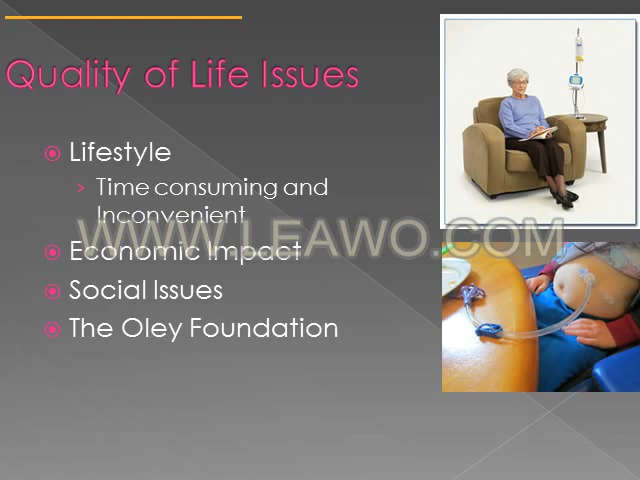 Quality of Life Issues
Lifestyle
Time consuming and
Inconvenient
WWW.LEAWO.COM
Economic Impact
Social Issues
The Oley Foundation